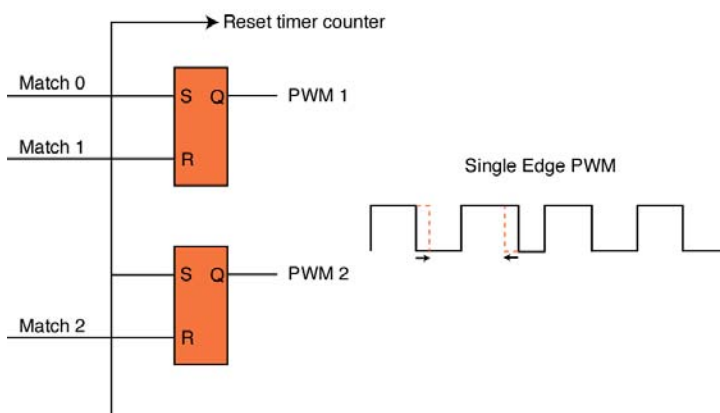 Reset timer counter
Match 0
S Q
PWM 1
Match 1
R
Single Edge PWM
S Q
PWM 2
Match 2
R